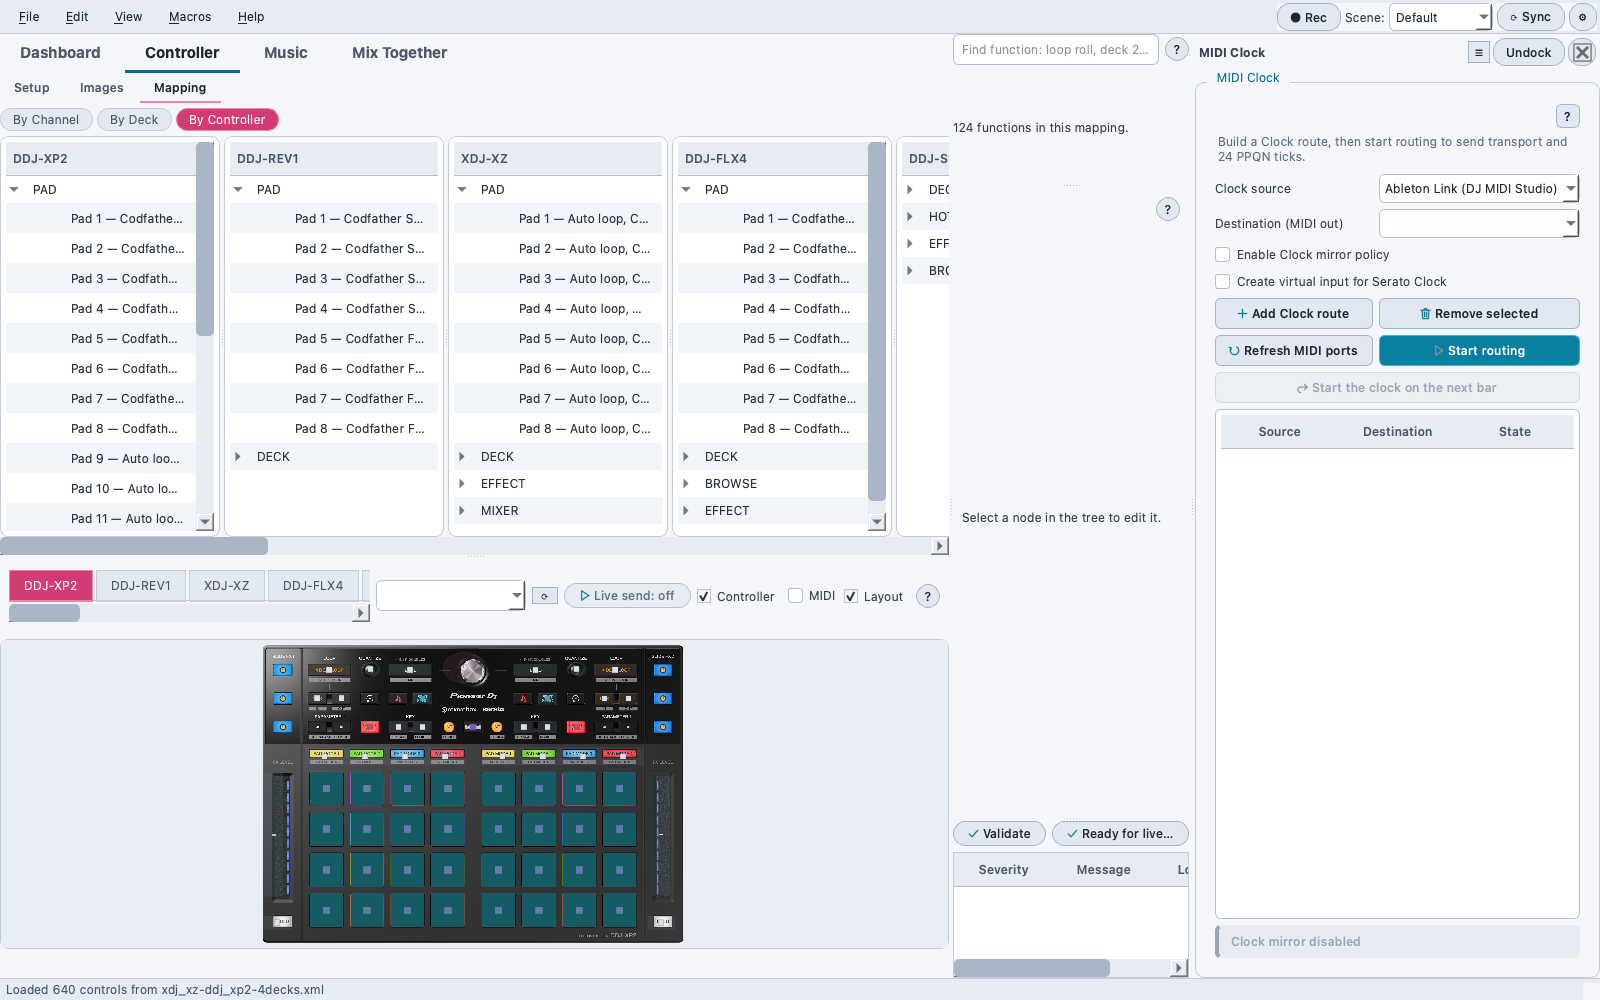 File Edit View Macros Help
Rec Scene: Default Sync
Dashboard Controller Music Mix Together
Find function: loop roll, deck 2...
?
MIDI Clock
Undock
Setup Images Mapping
MIDI Clock
By Channel By Deck By Controller
?
124 functions in this mapping.
Build a Clock route, then start routing to send transport and
24 PPQN ticks.
DDJ-XP2
PAD
Pad 1 — Codfathe...
Pad 2 — Codfathe...
Pad 3 — Codfath...
Pad 4 — Codfath...
Pad 5 — Codfath...
Pad 6 — Codfath...
Pad 7 — Codfathe...
Pad 8 — Codfath...
Pad 9 — Auto loo...
Pad 10 — Auto lo...
Pad 11 — Auto loo...
DDJ-REV1
PAD
Pad 1 — Codfather S...
Pad 2 — Codfather S...
Pad 3 — Codfather S...
Pad 4 — Codfather S...
Pad 5 — Codfather F...
Pad 6 — Codfather F...
Pad 7 — Codfather F...
Pad 8 — Codfather F...
DECK
XDJ-XZ
PAD
Pad 1 — Auto loop, C...
Pad 2 — Auto loop, C...
Pad 3 — Auto loop, C...
Pad 4 — Auto loop, ...
Pad 5 — Auto loop, C...
Pad 6 — Auto loop, C...
Pad 7 — Auto loop, C...
Pad 8 — Auto loop, C...
DECK
EFFECT
MIXER
DDJ-FLX4
PAD
Pad 1 — Codfathe...
Pad 2 — Codfathe...
Pad 3 — Codfath...
Pad 4 — Codfath...
Pad 5 — Codfath...
Pad 6 — Codfath...
Pad 7 — Codfathe...
Pad 8 — Codfath...
DECK
BROWSE
EFFECT
DDJ-S
DEC
HO
EFF
BRO
?
Select a node in the tree to edit it.
Clock source Ableton Link (DJ MIDI Studio)
Destination (MIDI out)
Enable Clock mirror policy
Create virtual input for Serato Clock
Add Clock route Remove selected
Refresh MIDI ports Start routing
Start the clock on the next bar
Source Destination State
Clock mirror disabled
DDJ-XP2 DDJ-REV1 XDJ-XZ DDJ-FLX4
Live send: off Controller MIDI Layout ?
Pioneer Dj
DDJ-XP2
Validate Ready for live...
Severity Message Lo
Loaded 640 controls from xdj_xz-ddj_xp2-4decks.xml